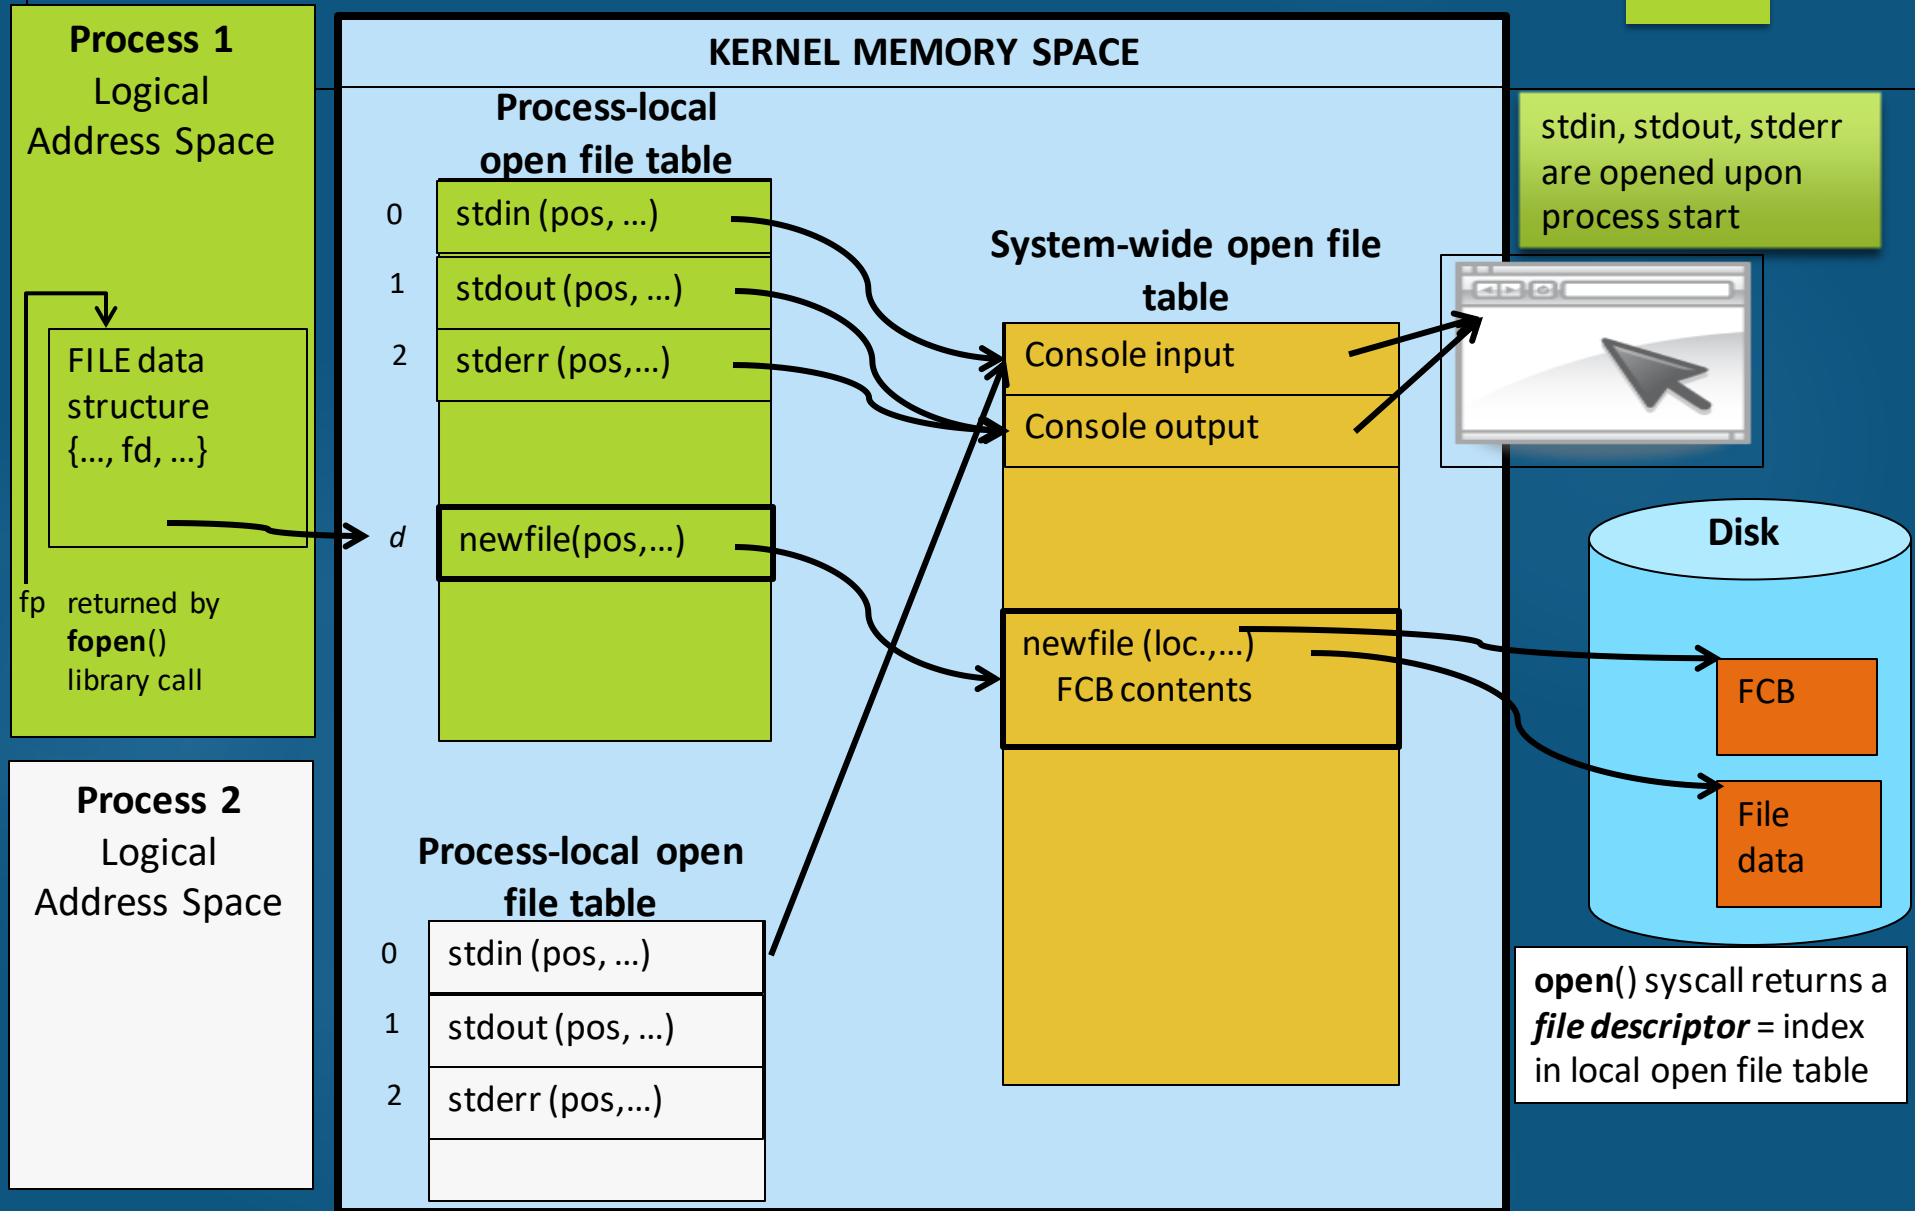 Process 1
Logical
Address Space
FILE data
structure
{…, fd, …}
fp returned by
fopen()
library call
Process 2
Logical
Address Space
KERNEL MEMORY SPACE
Process-local
open file table
0 stdin (pos, …)
1 stdout (pos, …)
2 stderr (pos,…)
d newfile(pos,…)
Process-local open
file table
0 stdin (pos, …)
1 stdout (pos, …)
2 stderr (pos,…)
System-wide open file
table
Console input
Console output
newfile (loc.,…)
FCB contents
stdin, stdout, stderr
are opened upon
process start
Disk
FCB
File
data
open() syscall returns a
file descriptor = index
in local open file table